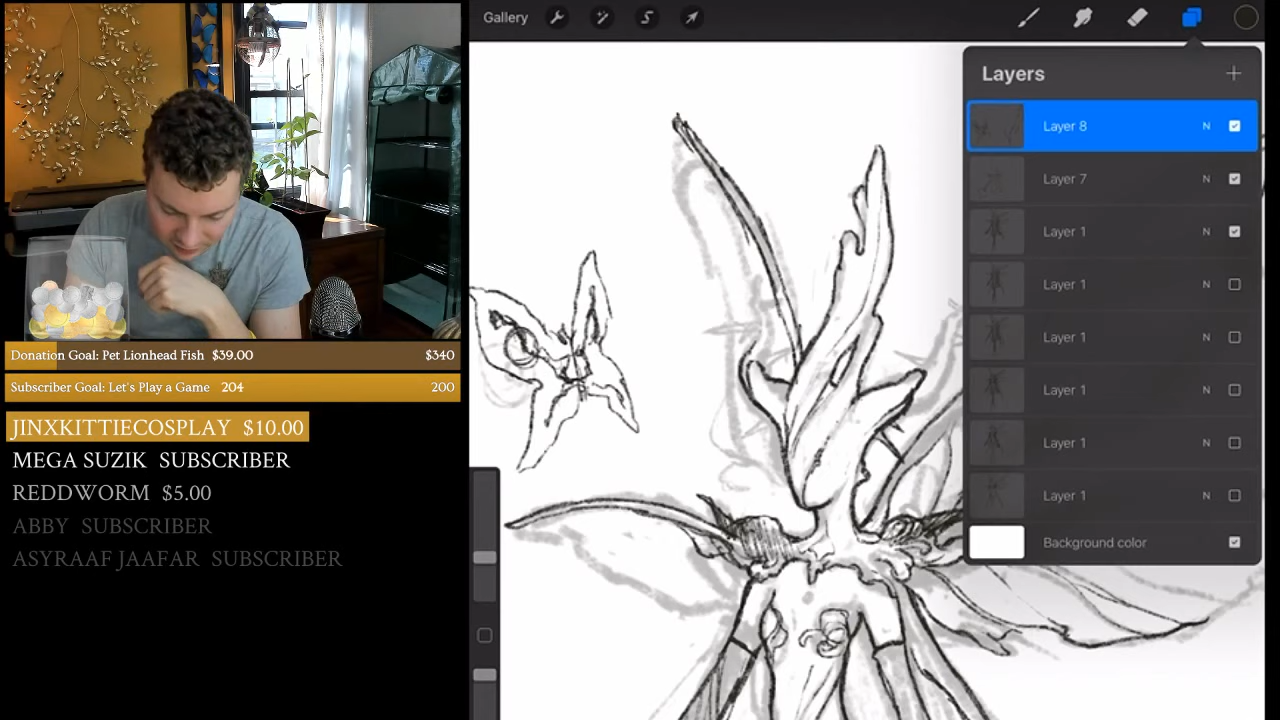 Gallery
Layers
Layer 8 N
Layer 7 N
Layer 1 N
Layer 1 N
Layer 1 N
Layer 1 N
Layer 1 N
Layer 1 N
Background color
Donation Goal: Pet Lionhead Fish $39.00 $340
Subscriber Goal: Let's Play a Game 204 200
JINXKITTIECOSPLAY $10.00
MEGA SUZIK SUBSCRIBER
REDDWORM $5.00
ABBY SUBSCRIBER
ASYRAAF JAAFAR SUBSCRIBER